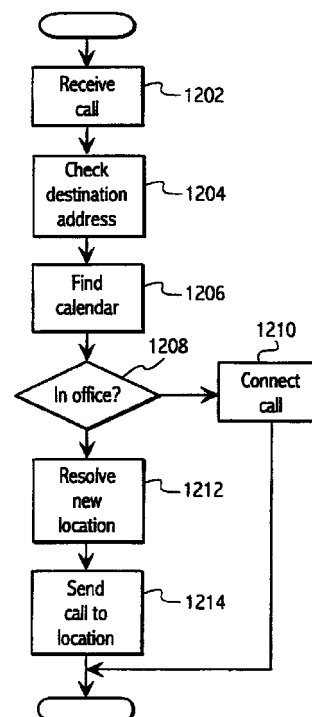 Receive
call
1202
Check
destination
address
1204
Find
calendar
1206
In office?
1208
1210
Connect
call
Resolve
new
location
1212
Send
call to
location
1214